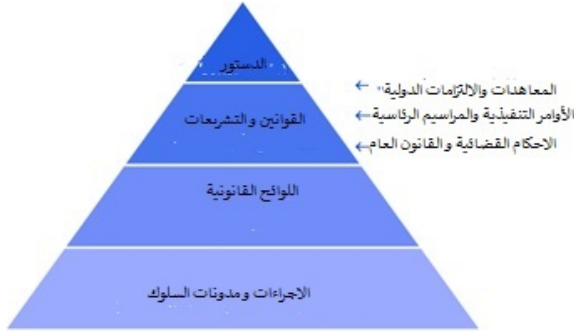 الدستور
المعاهدات والالتزامات الدولية"
الأوامر التنفيذية والمراسيم الرئاسية
القوانين والتشريعات
الاحكام القضائية والقانون العام
اللوائح القانونية
الاجراءات ومدونات السلوك